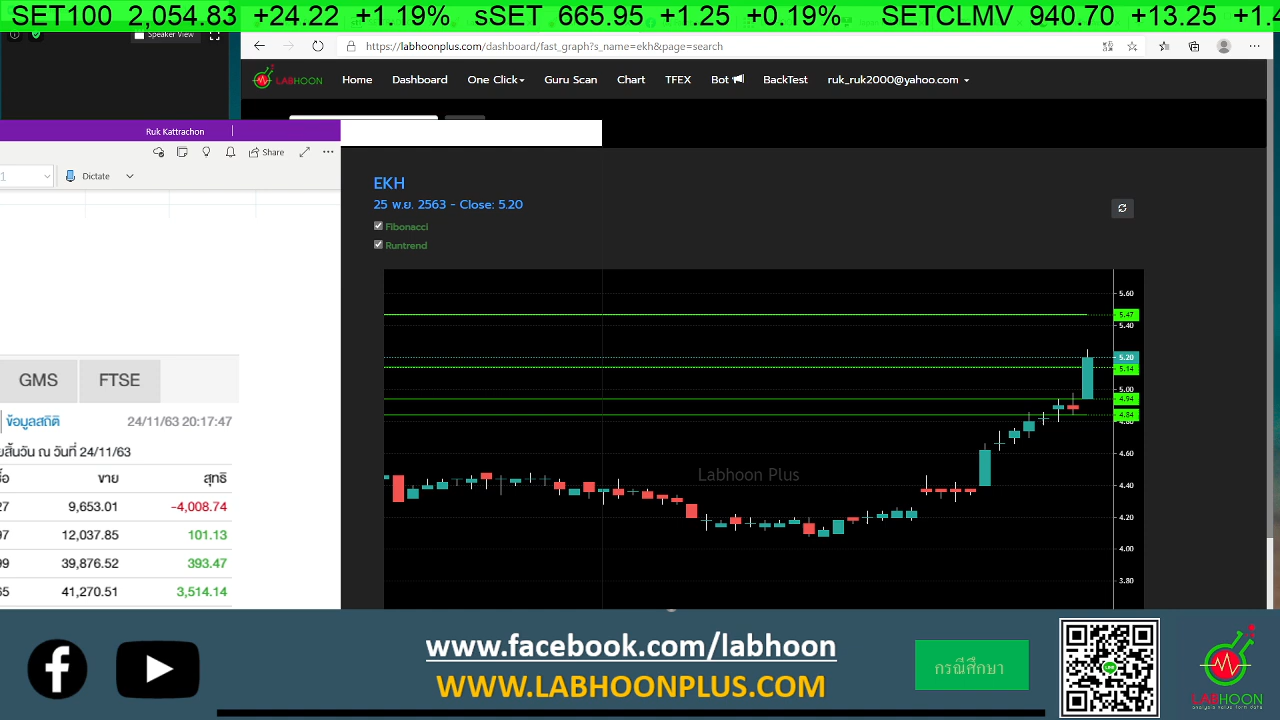 SET100 2,054.83 +24.22 +1.19% sSET 665.95 +1.25 +0.19% SETCLMV 940.70 +13.25
Speaker View
https://labhoonplus.com/dashboard/fast_graph?s_name=ekh&page=search
LABHOON Home Dashboard One Click Guru Scan Chart TFEX Bot BackTest ruk_ruk2000@yahoo.com
Ruk Kattrachon
Share
Dictate
EKH
25 พ.ย. 2563 - Close: 5.20
Fibonacci
Runtrend
5.60
5.47
5.40
5.20
5.14
5.00
4.94
4.84
4.80
4.60
4.40
4.20
4.00
3.80
Labhoon Plus
GMS FTSE
ข้อมูลสถิติ 24/11/63 20:17:47
ณ วันที่ 24/11/63
ขาย สุทธิ
9,653.01 -4,008.74
12,037.85 101.13
39,876.52 393.47
41,270.51 3,514.14
www.facebook.com/labhoon
WWW.LABHOONPLUS.COM
กรณีศึกษา
LINE
LABHOON
analysis value form data